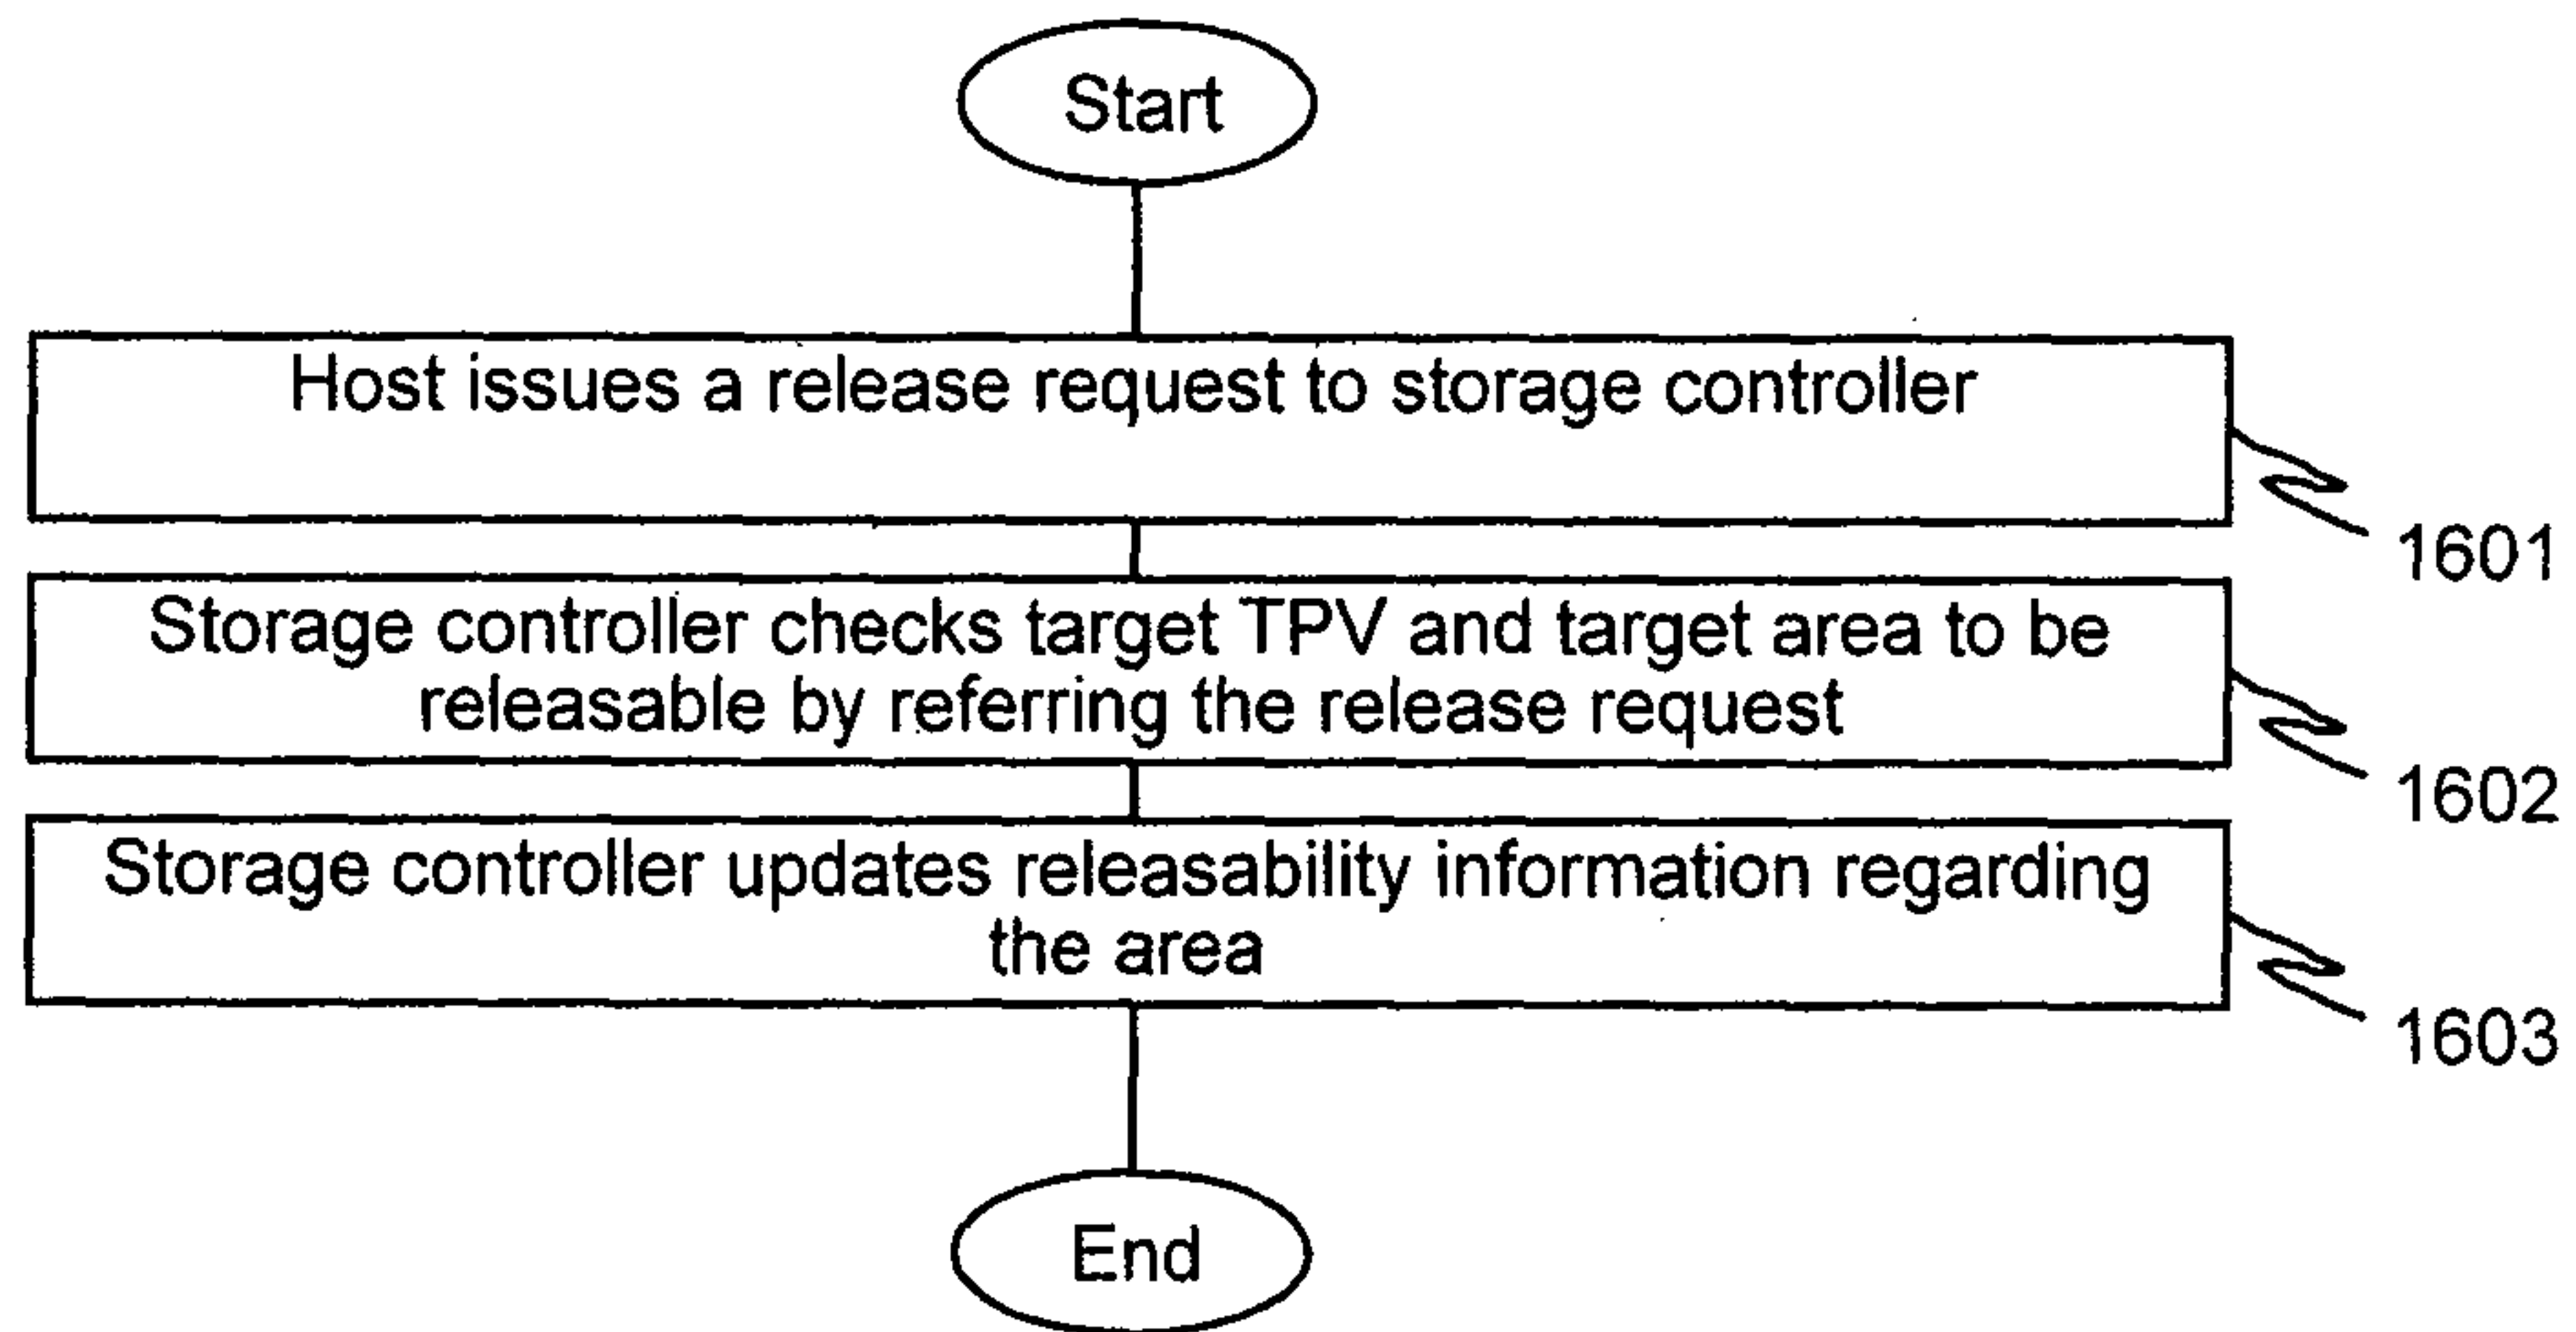 Start
Host issues a release request to storage controller
1601
Storage controller checks target TPV and target area to be
releasable by referring the release request
1602
Storage controller updates releasability information regarding
the area
1603
End